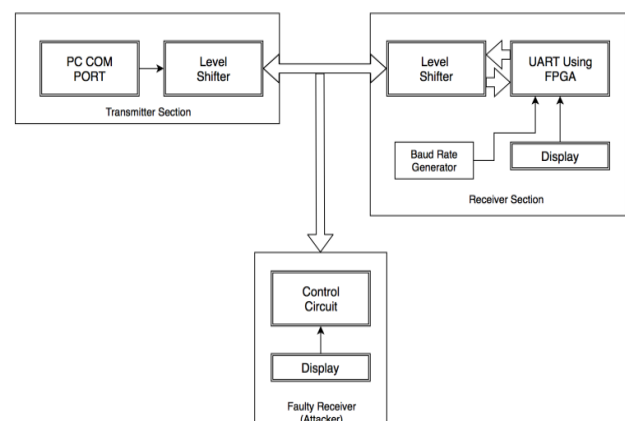 PC COM
PORT
Level
Shifter
Transmitter Section
Level
Shifter
UART Using
FPGA
Baud Rate
Generator
Display
Receiver Section
Control
Circuit
Display
Faulty Receiver
(Attacker)